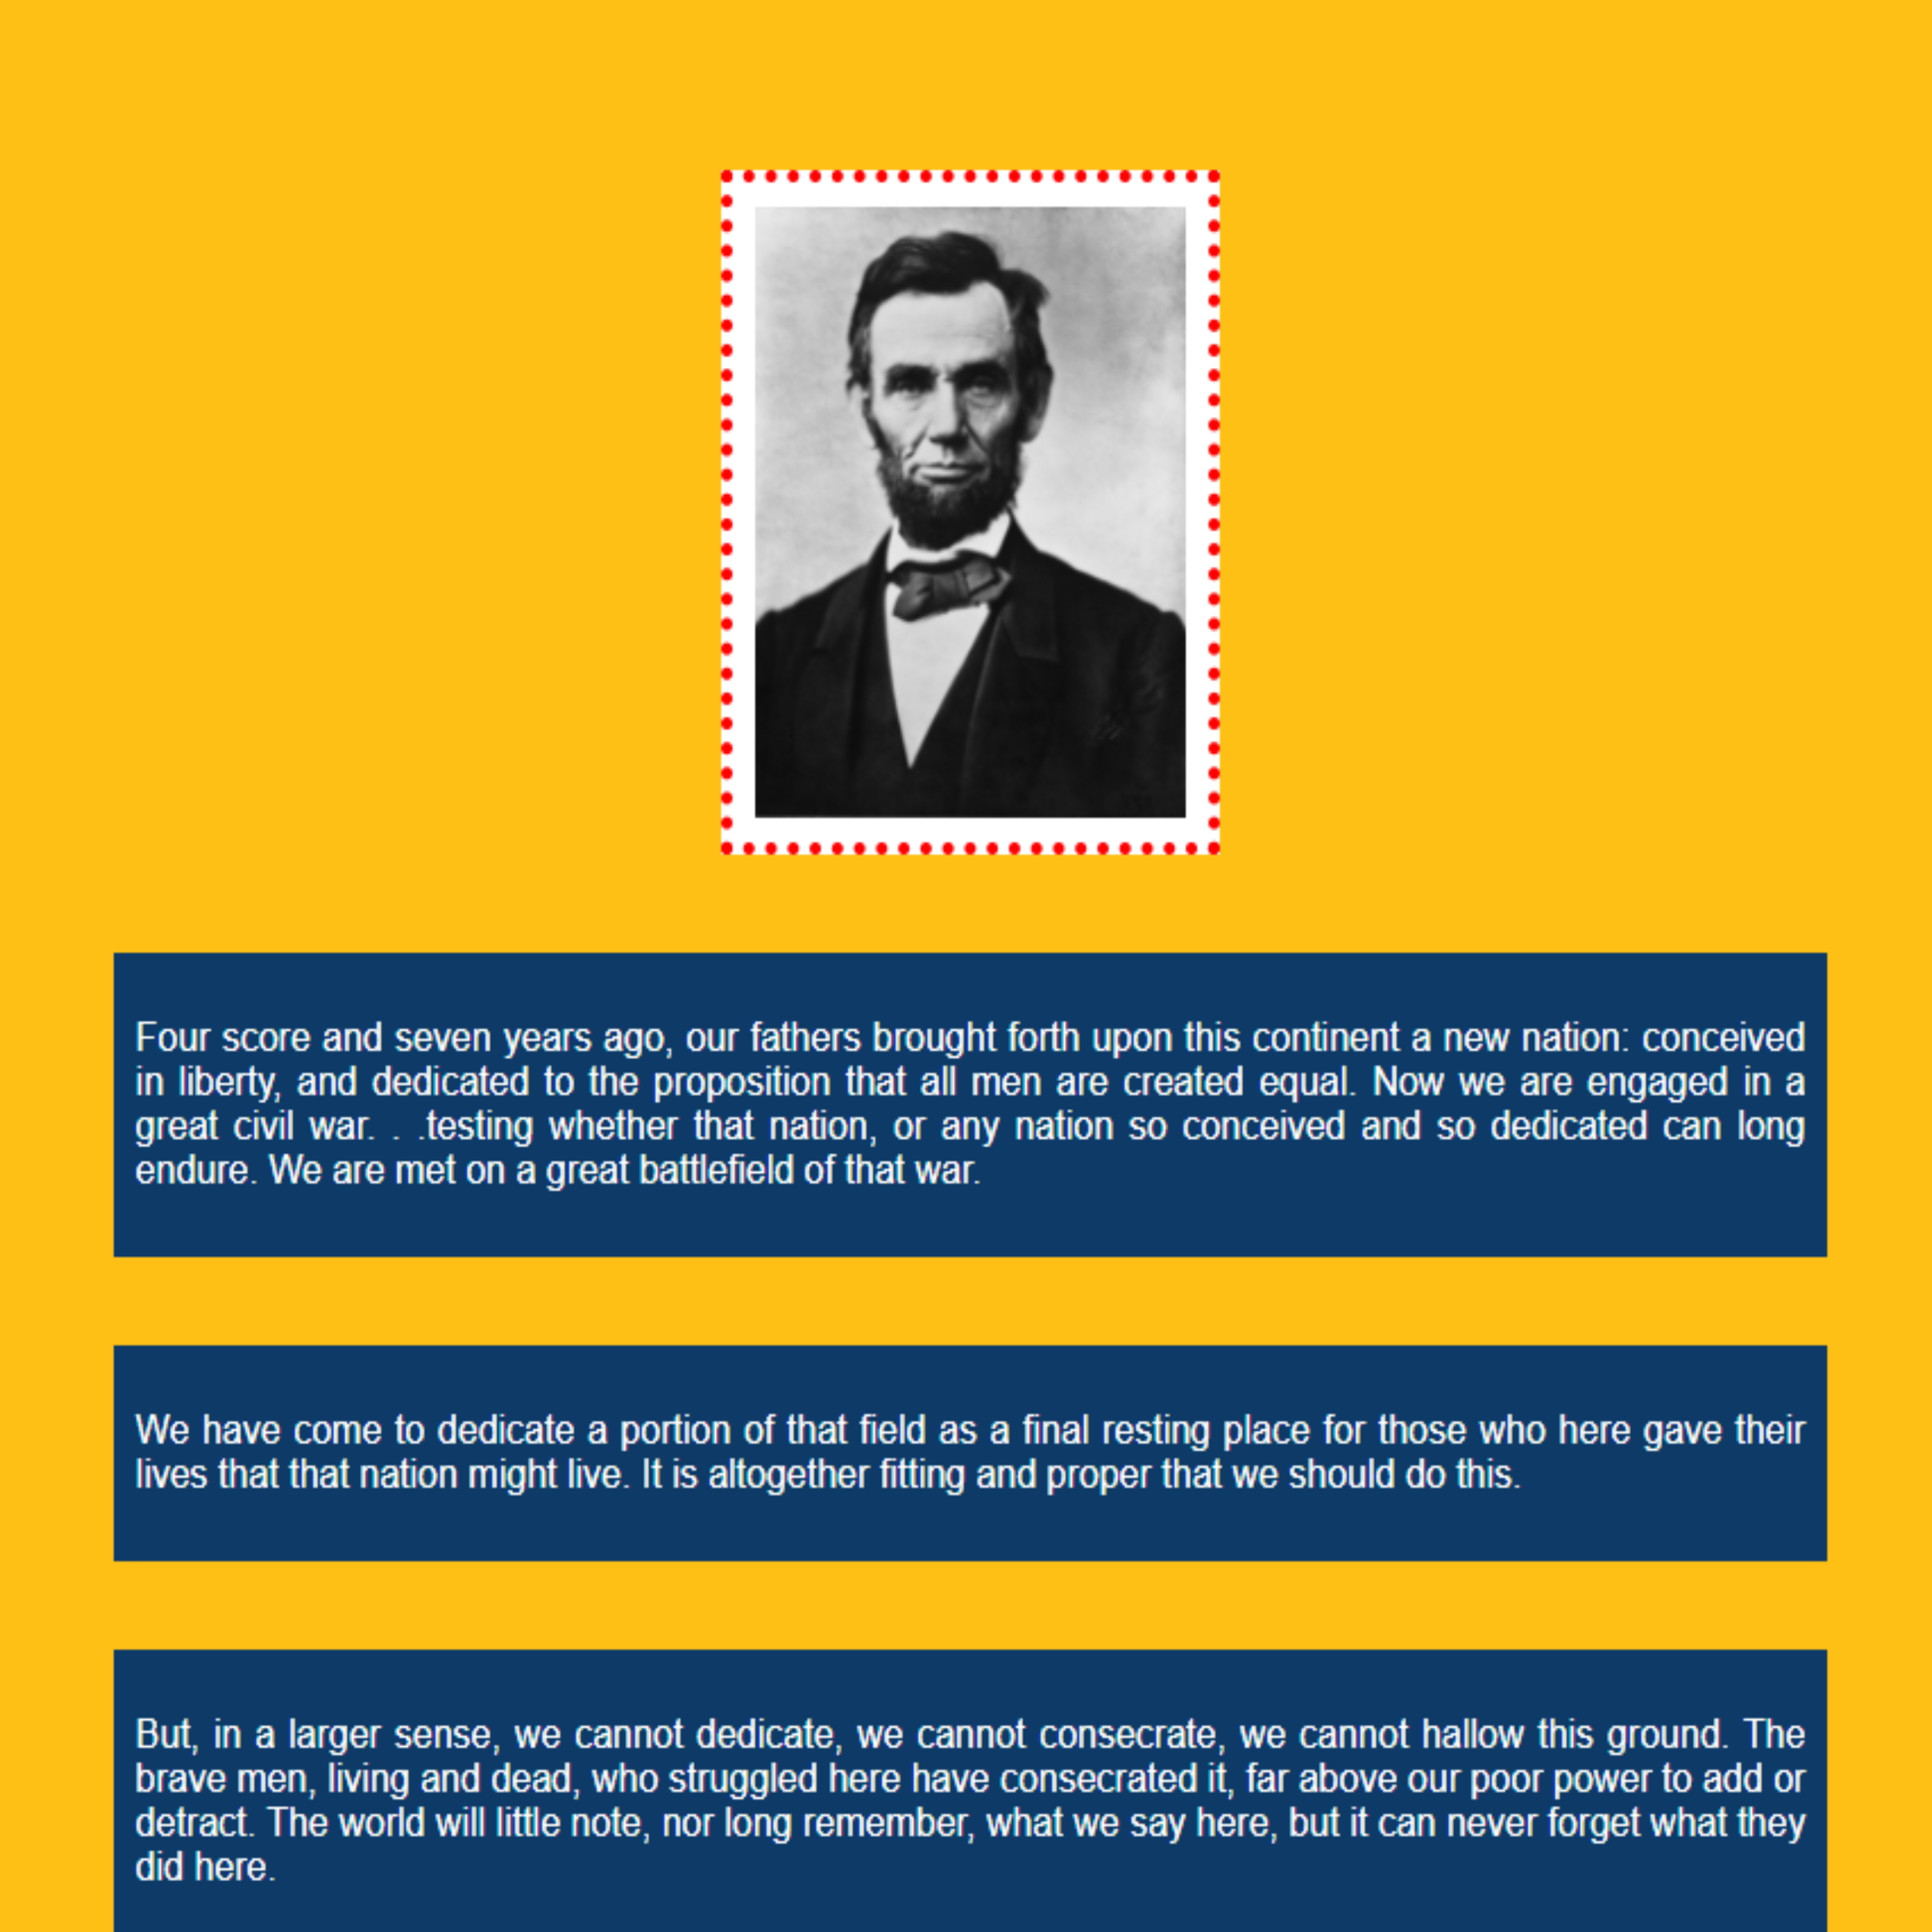 Four score and seven years ago, our fathers brought forth upon this continent a new nation: conceived
in liberty, and dedicated to the proposition that all men are created equal. Now we are engaged in a
great civil war. . .testing whether that nation, or any nation so conceived and so dedicated can long
endure. We are met on a great battlefield of that war.
We have come to dedicate a portion of that field as a final resting place for those who here gave their
lives that that nation might live. It is altogether fitting and proper that we should do this.
But, in a larger sense, we cannot dedicate, we cannot consecrate, we cannot hallow this ground. The
brave men, living and dead, who struggled here have consecrated it, far above our poor power to add or
detract. The world will little note, nor long remember, what we say here, but it can never forget what they
did here.